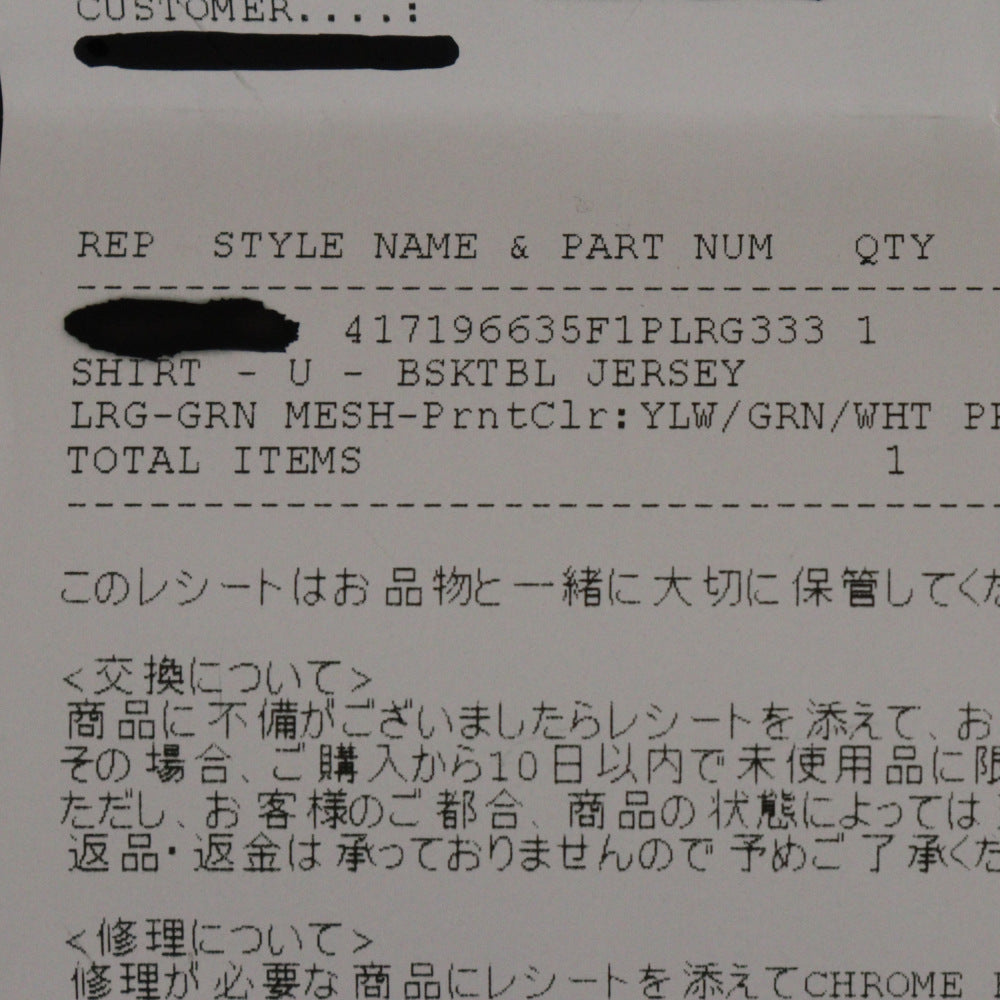 CUSTOMER....:
REP STYLE NAME & PART NUM QTY
--------------------------------
417196635F1PLRG333 1
SHIRT - U - BSKTBL JERSEY
LRG-GRN MESH-PrntClr:YLW/GRN/WHT
TOTAL ITEMS 1
--------------------------------
このレシートはお品物と一緒に大切に保管してくだ
<交換について>
商品に不備がございましたらレシートを添えて、お
その場合、ご購入から10日以内で未使用品に限
ただし、お客様のご都合、商品の状態によっては
返品・返金は承っておりませんので予めご了承くだ
<修理について>
修理が必要な商品にレシートを添えてCHROME